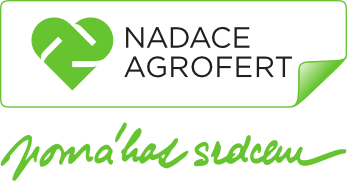 NADACE
AGROFERT
pomáhat srdcem